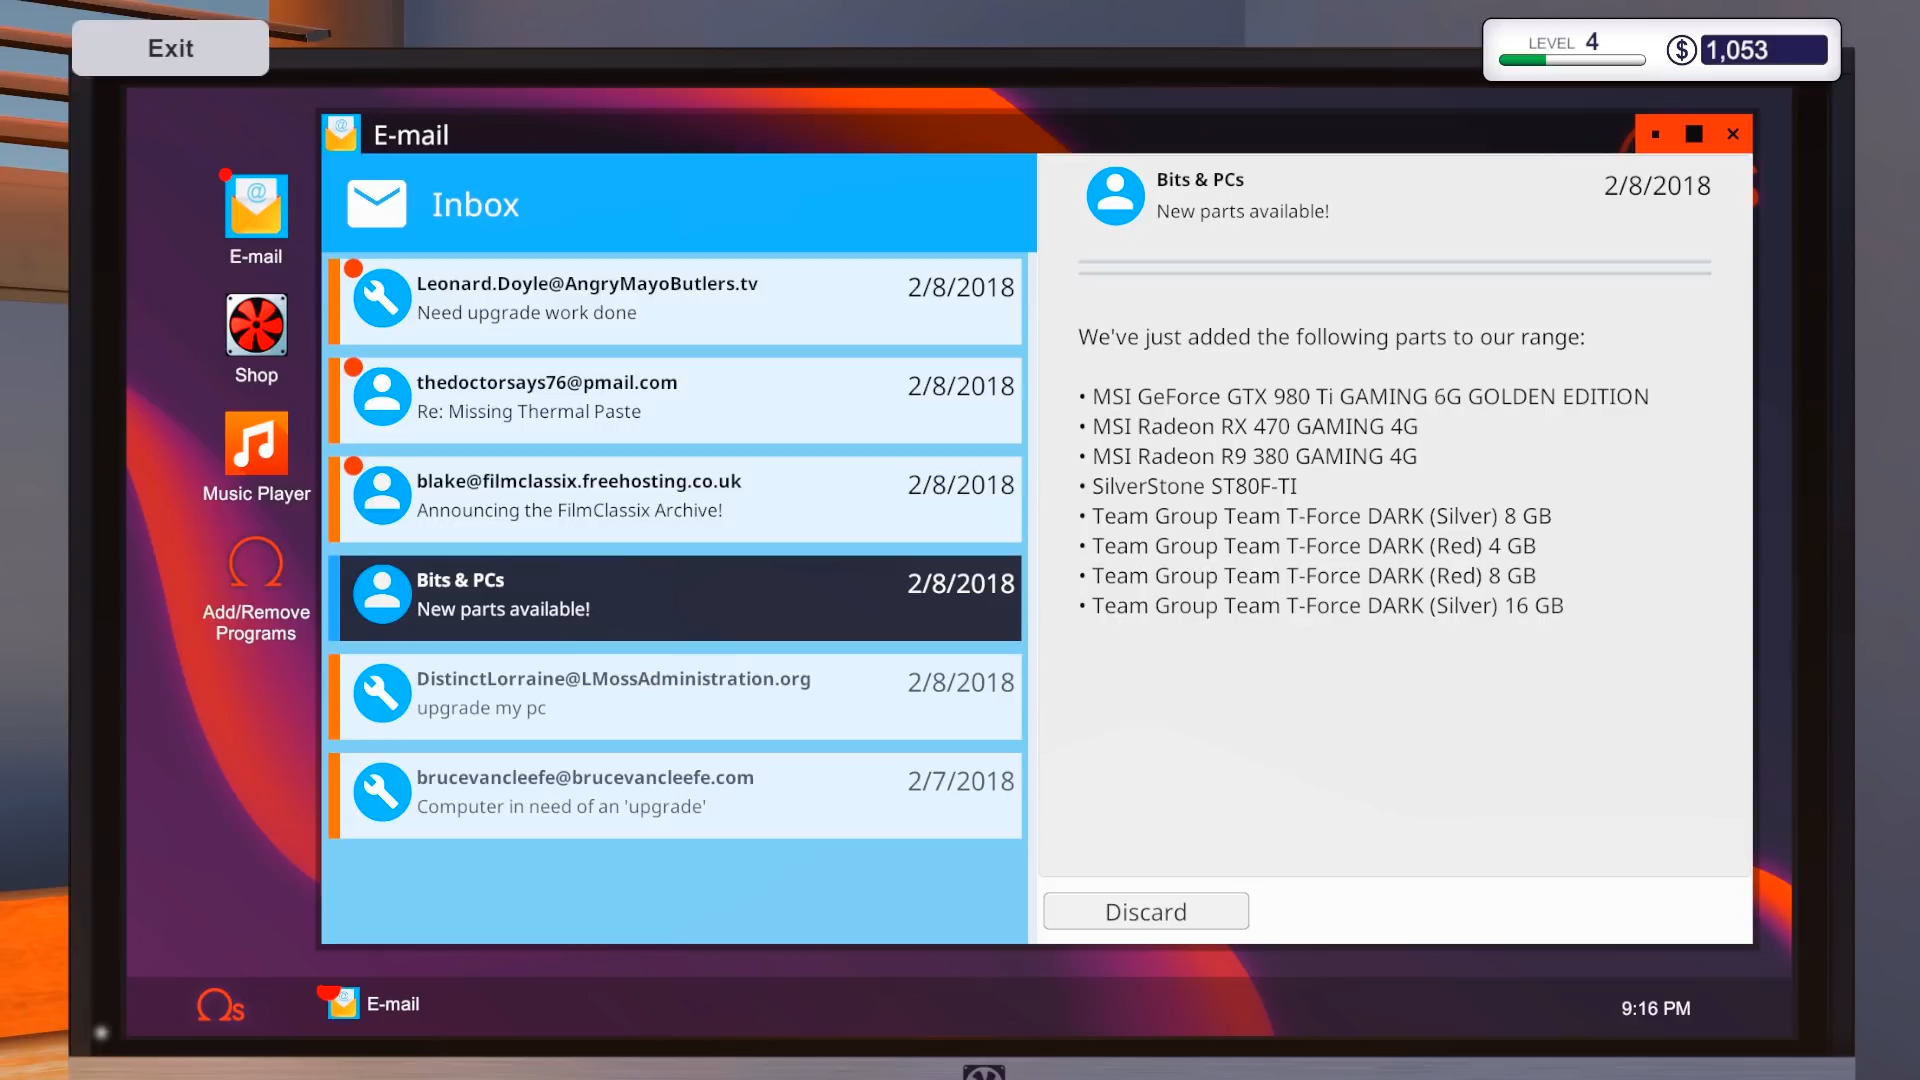 Exit
LEVEL 4
$ 1,053
E-mail
Inbox
Bits & PCs
2/8/2018
New parts available!
E-mail
Shop
Music Player
Add/Remove
Programs
Leonard.Doyle@AngryMayoButlers.tv
2/8/2018
Need upgrade work done
thedoctorsays76@pmail.com
2/8/2018
Re: Missing Thermal Paste
blake@filmclassix.freehosting.co.uk
2/8/2018
Announcing the FilmClassix Archive!
Bits & PCs
2/8/2018
New parts available!
DistinctLorraine@LMossAdministration.org
2/8/2018
upgrade my pc
brucevancleefe@brucevancleefe.com
2/7/2018
Computer in need of an 'upgrade'
We've just added the following parts to our range:
• MSI GeForce GTX 980 Ti GAMING 6G GOLDEN EDITION
• MSI Radeon RX 470 GAMING 4G
• MSI Radeon R9 380 GAMING 4G
• SilverStone ST80F-TI
• Team Group Team T-Force DARK (Silver) 8 GB
• Team Group Team T-Force DARK (Red) 4 GB
• Team Group Team T-Force DARK (Red) 8 GB
• Team Group Team T-Force DARK (Silver) 16 GB
Discard
Ωs
E-mail
9:16 PM